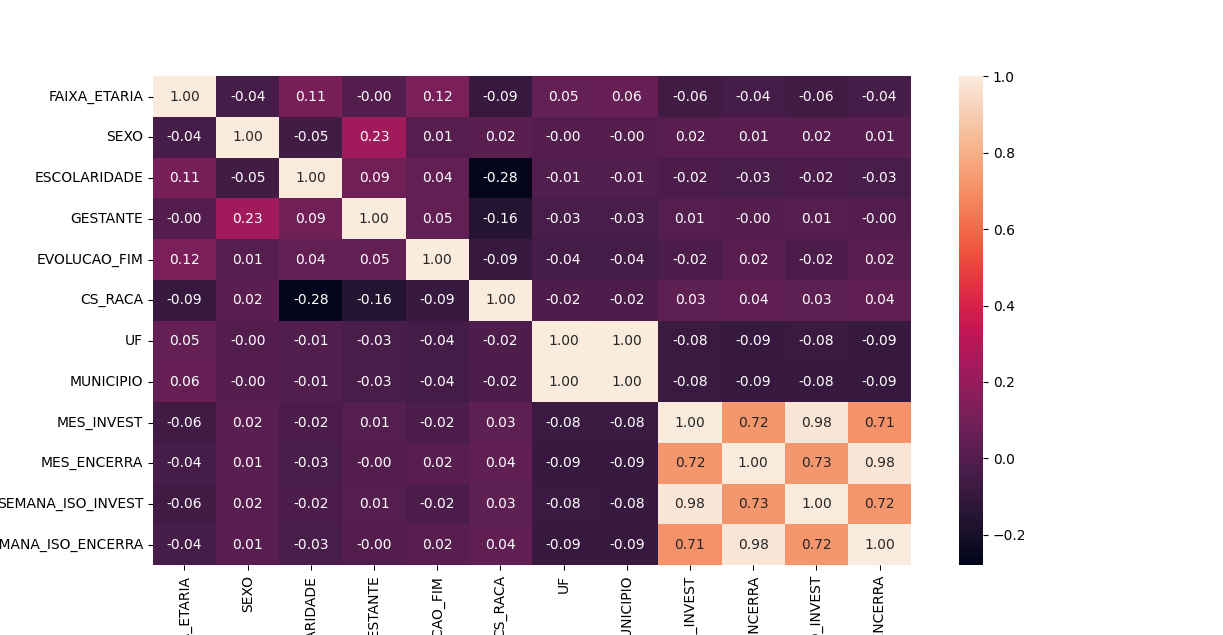 FAIXA_ETARIA 1.00 -0.04 0.11 -0.00 0.12 -0.09 0.05 0.06 -0.06 -0.04 -0.06 -0.04 1.0
SEXO -0.04 1.00 -0.05 0.23 0.01 0.02 -0.00 -0.00 0.02 0.01 0.02 0.01
0.8
ESCOLARIDADE 0.11 -0.05 1.00 0.09 0.04 -0.28 -0.01 -0.01 -0.02 -0.03 -0.02 -0.03
GESTANTE -0.00 0.23 0.09 1.00 0.05 -0.16 -0.03 -0.03 0.01 -0.00 0.01 -0.00
0.6
EVOLUCAO_FIM 0.12 0.01 0.04 0.05 1.00 -0.09 -0.04 -0.04 -0.02 0.02 -0.02 0.02
CS_RACA -0.09 0.02 -0.28 -0.16 -0.09 1.00 -0.02 -0.02 0.03 0.04 0.03 0.04
0.4
UF 0.05 -0.00 -0.01 -0.03 -0.04 -0.02 1.00 1.00 -0.08 -0.09 -0.08 -0.09
MUNICIPIO 0.06 -0.00 -0.01 -0.03 -0.04 -0.02 1.00 1.00 -0.08 -0.09 -0.08 -0.09
0.2
MES_INVEST -0.06 0.02 -0.02 0.01 -0.02 0.03 -0.08 -0.08 1.00 0.72 0.98 0.71
MES_ENCERRA -0.04 0.01 -0.03 -0.00 0.02 0.04 -0.09 -0.09 0.72 1.00 0.73 0.98
0.0
SEMANA_ISO_INVEST -0.06 0.02 -0.02 0.01 -0.02 0.03 -0.08 -0.08 0.98 0.73 1.00 0.72
MANA_ISO_ENCERRA -0.04 0.01 -0.03 -0.00 0.02 0.04 -0.09 -0.09 0.71 0.98 0.72 1.00
−0.2
_ETARIA
SEXO
ARIDADE
ESTANTE
CAO_FIM
CS_RACA
UF
UNICIPIO
_INVEST
NCERRA
_INVEST
NCERRA